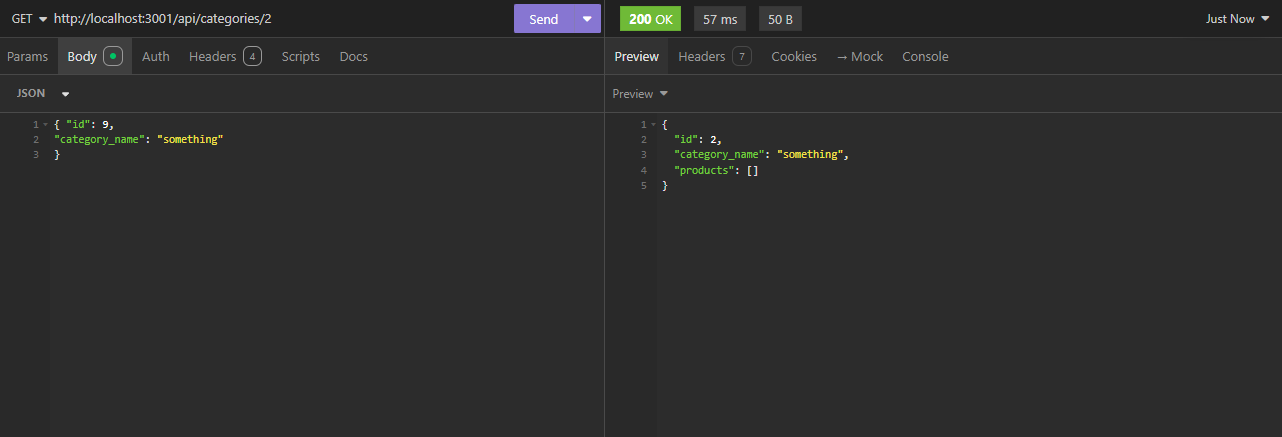 GET http://localhost:3001/api/categories/2 Send 200 OK 57 ms 50 B Just Now
Params Body Auth Headers 4 Scripts Docs
Preview Headers 7 Cookies → Mock Console
JSON
Preview
1 { "id": 9,
2 "category_name": "something"
3 }
1 {
2 "id": 2,
3 "category_name": "something",
4 "products": []
5 }